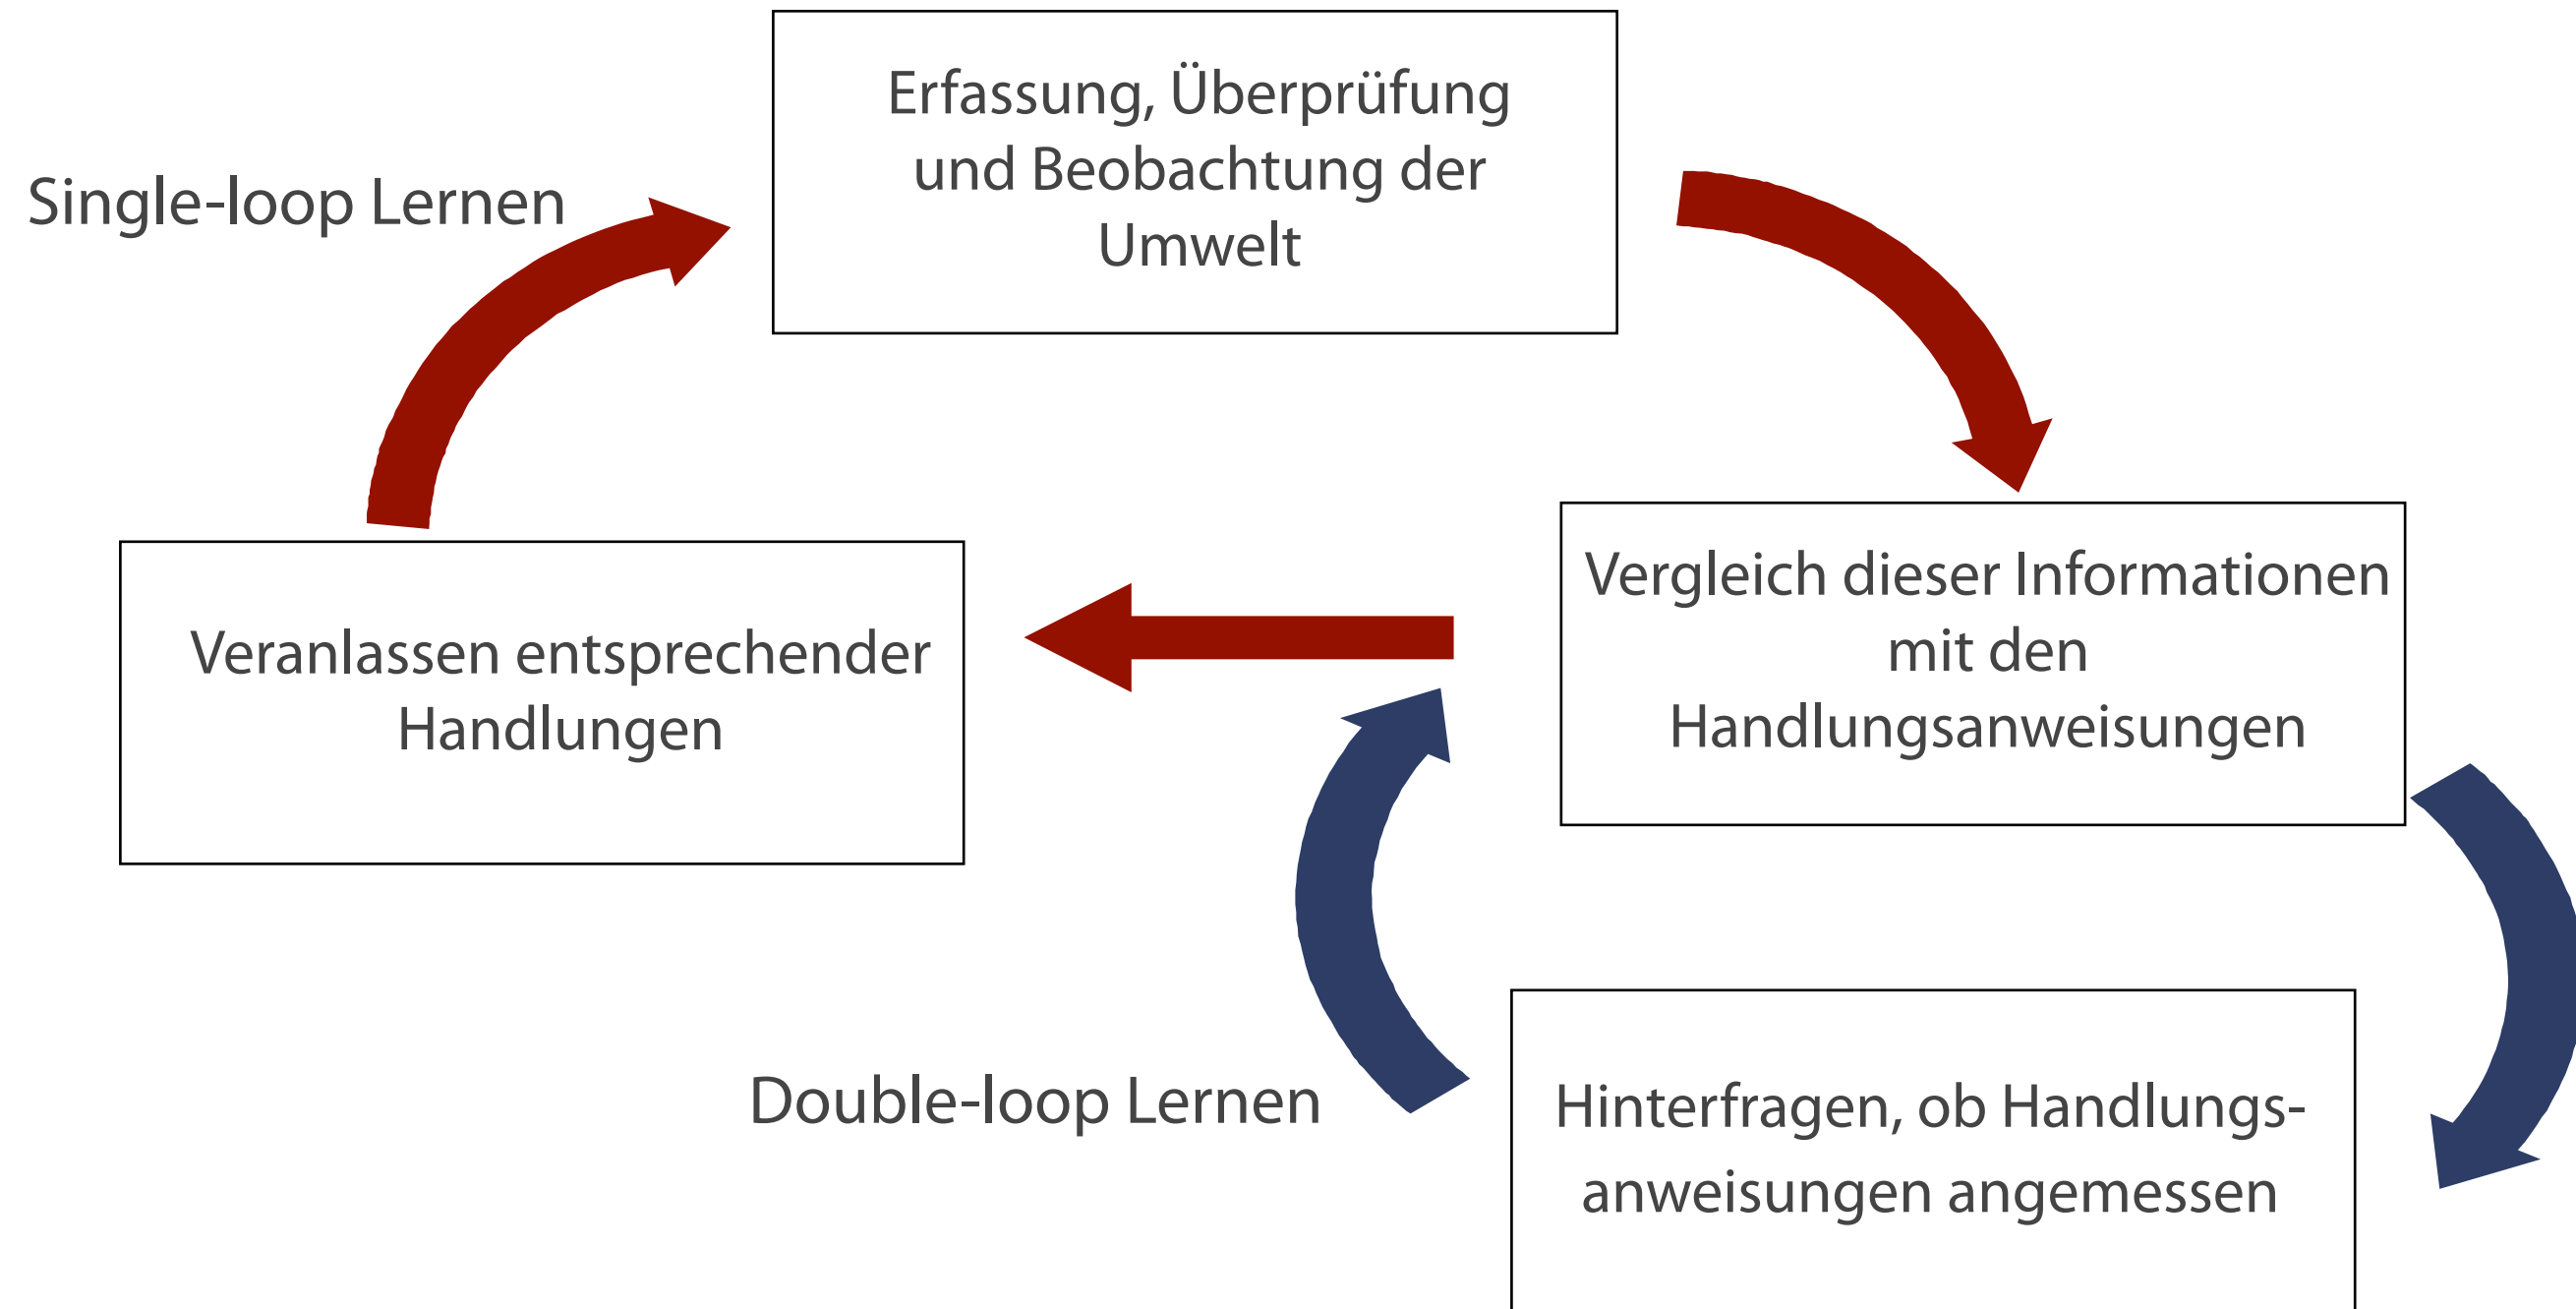 Single-loop Lernen
Erfassung, Überprüfung
und Beobachtung der
Umwelt
Vergleich dieser Informationen
mit den
Handlungsanweisungen
Veranlassen entsprechender
Handlungen
Double-loop Lernen
Hinterfragen, ob Handlungs-
anweisungen angemessen